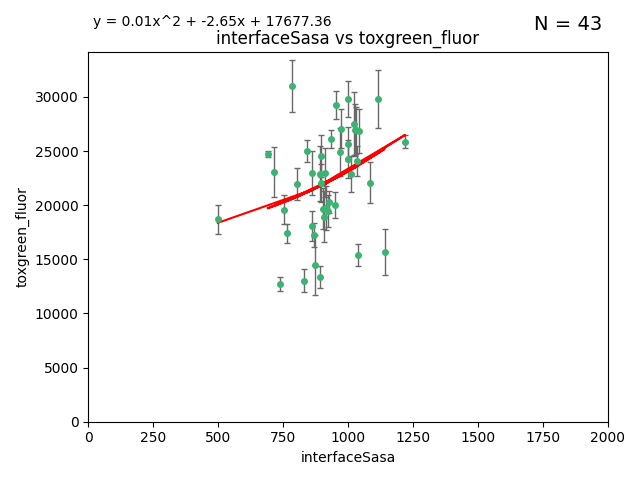 y = 0.01x^2 + -2.65x + 17677.36
N = 43
interfaceSasa vs toxgreen_fluor
toxgreen_fluor
30000
25000
20000
15000
10000
5000
0
0 250 500 750 1000 1250 1500 1750 2000
interfaceSasa